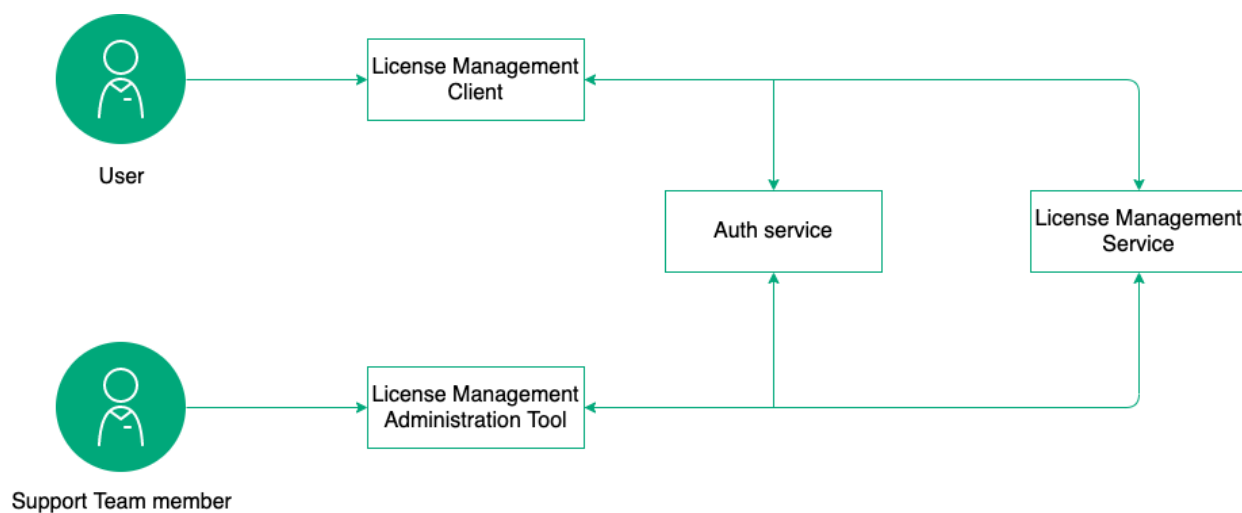 License Management
Client
User
Auth service
License Management
Service
License Management
Administration Tool
Support Team member